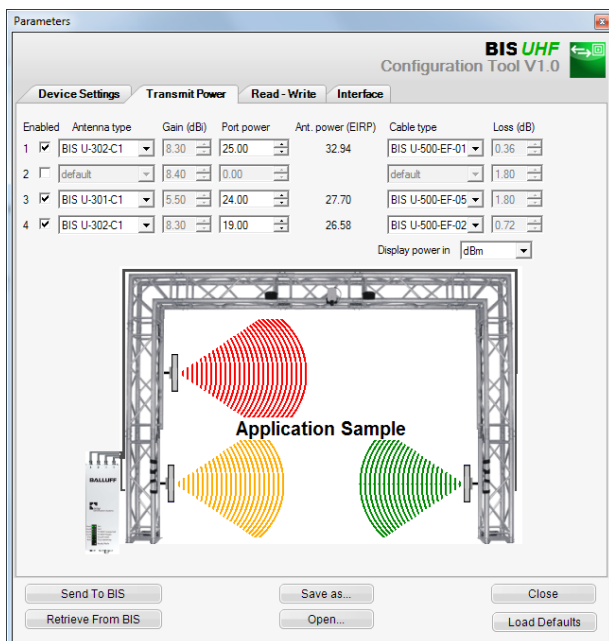 Parameters
BIS UHF
Configuration Tool V1.0
Device Settings Transmit Power Read - Write Interface
Enabled Antenna type Gain (dBi) Port power Ant. power (EIRP) Cable type Loss (dB)
1 BIS U-302-C1 8.30 25.00 32.94 BIS U-500-EF-01 0.36
2 default 8.40 0.00 default 1.80
3 BIS U-301-C1 5.50 24.00 27.70 BIS U-500-EF-05 1.80
4 BIS U-302-C1 8.30 19.00 26.58 BIS U-500-EF-02 0.72
Display power in dBm
Application Sample
BALLUFF
Send To BIS Save as... Close
Retrieve From BIS Open... Load Defaults